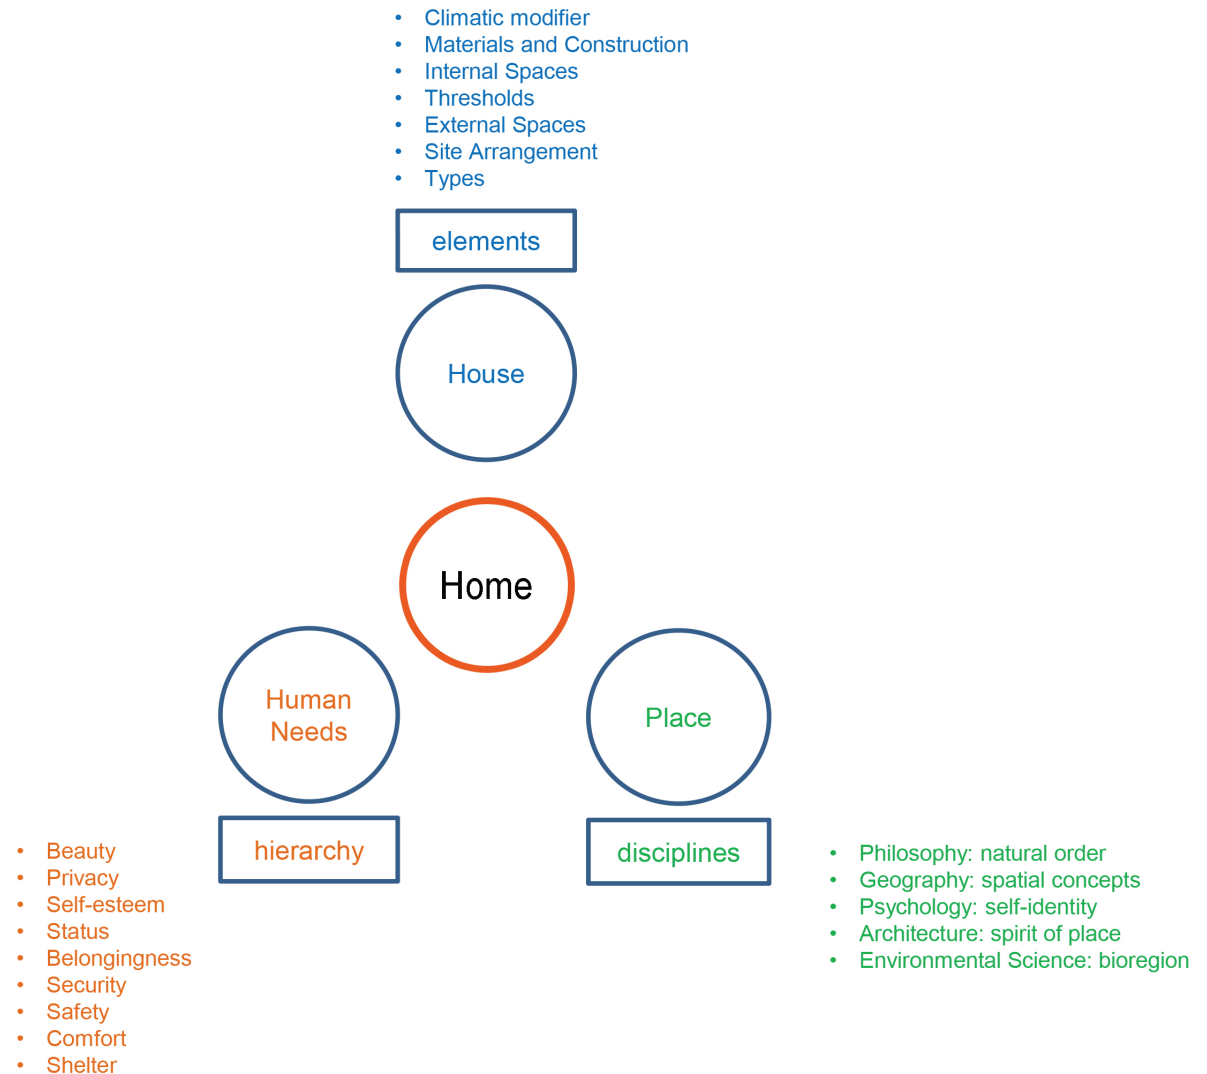 • Climatic modifier
• Materials and Construction
• Internal Spaces
• Thresholds
• External Spaces
• Site Arrangement
• Types
elements
House
Home
Human
Needs
hierarchy
• Beauty
• Privacy
• Self-esteem
• Status
• Belongingness
• Security
• Safety
• Comfort
• Shelter
Place
disciplines
• Philosophy: natural order
• Geography: spatial concepts
• Psychology: self-identity
• Architecture: spirit of place
• Environmental Science: bioregion